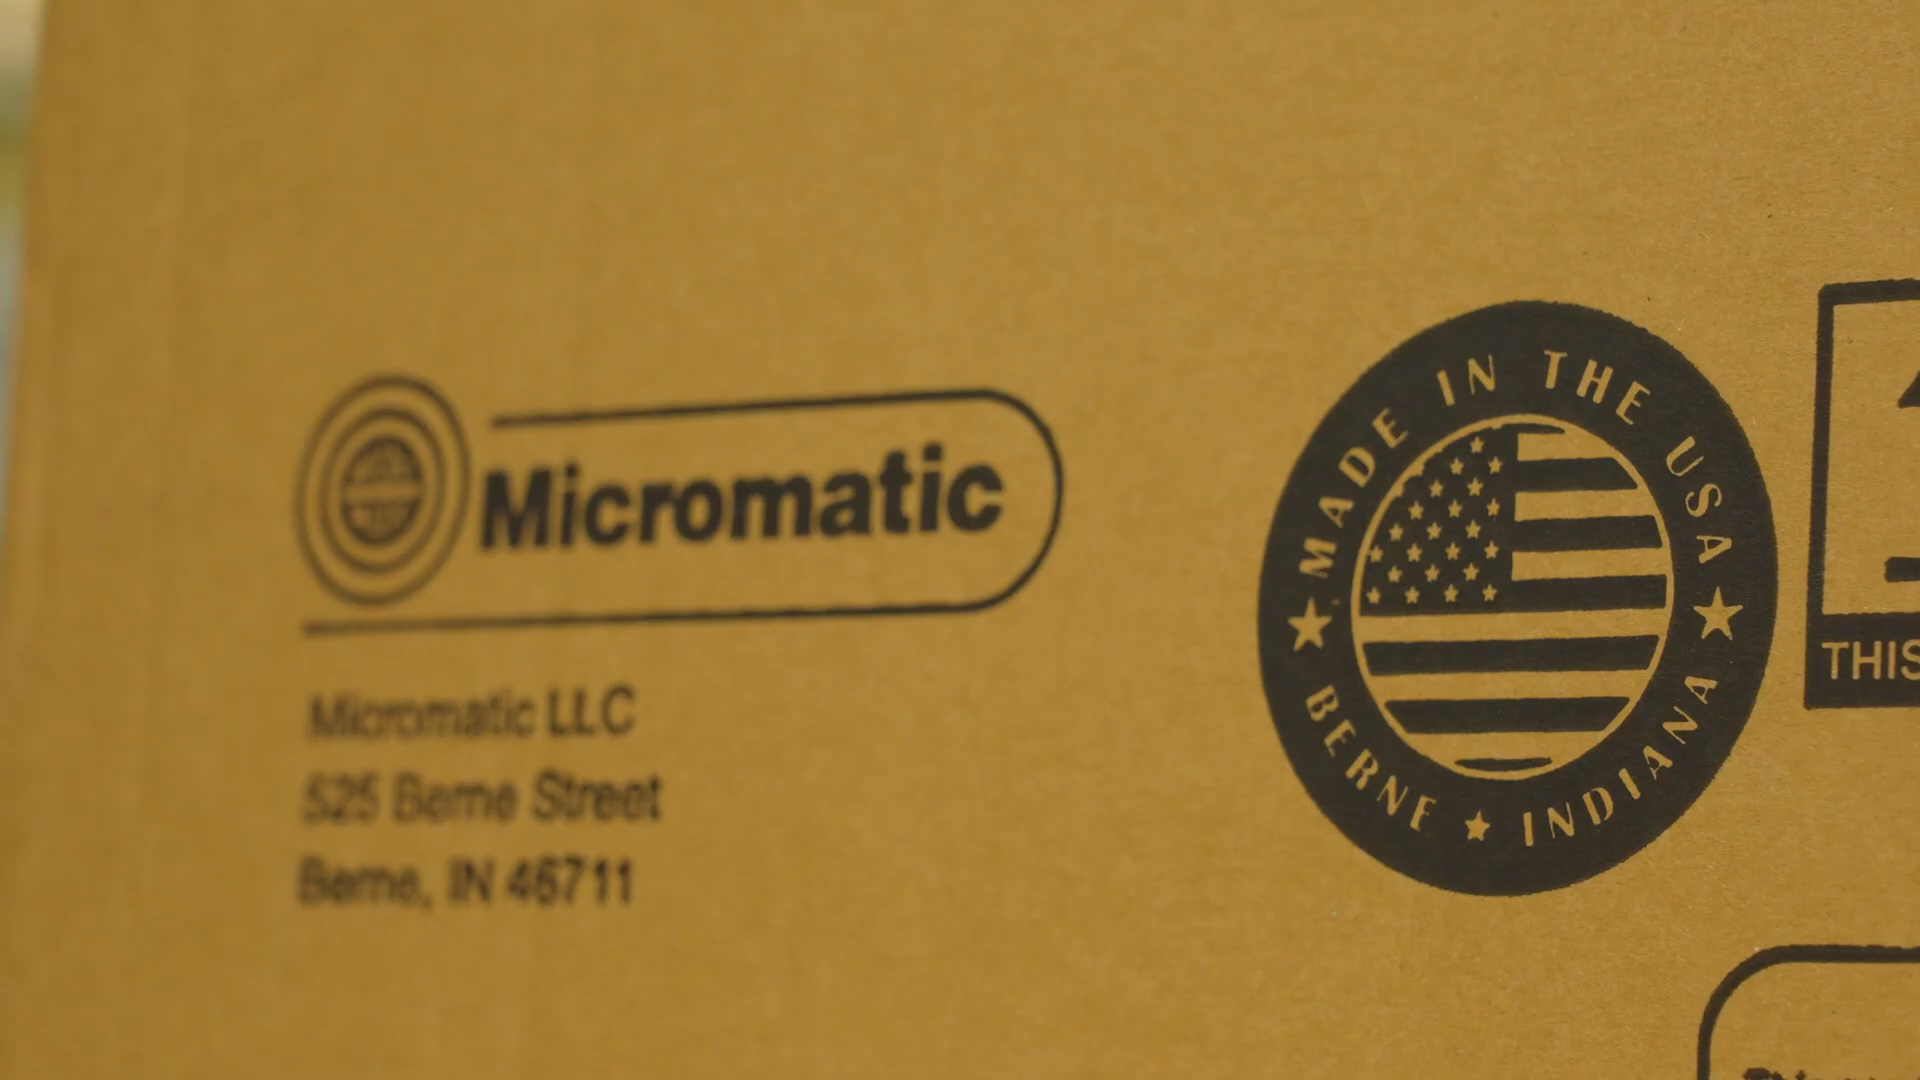 Micromatic
Micromatic LLC
525 Berne Street
Berne, IN 46711
MADE IN THE USA
BERNE ★ INDIANA
THIS